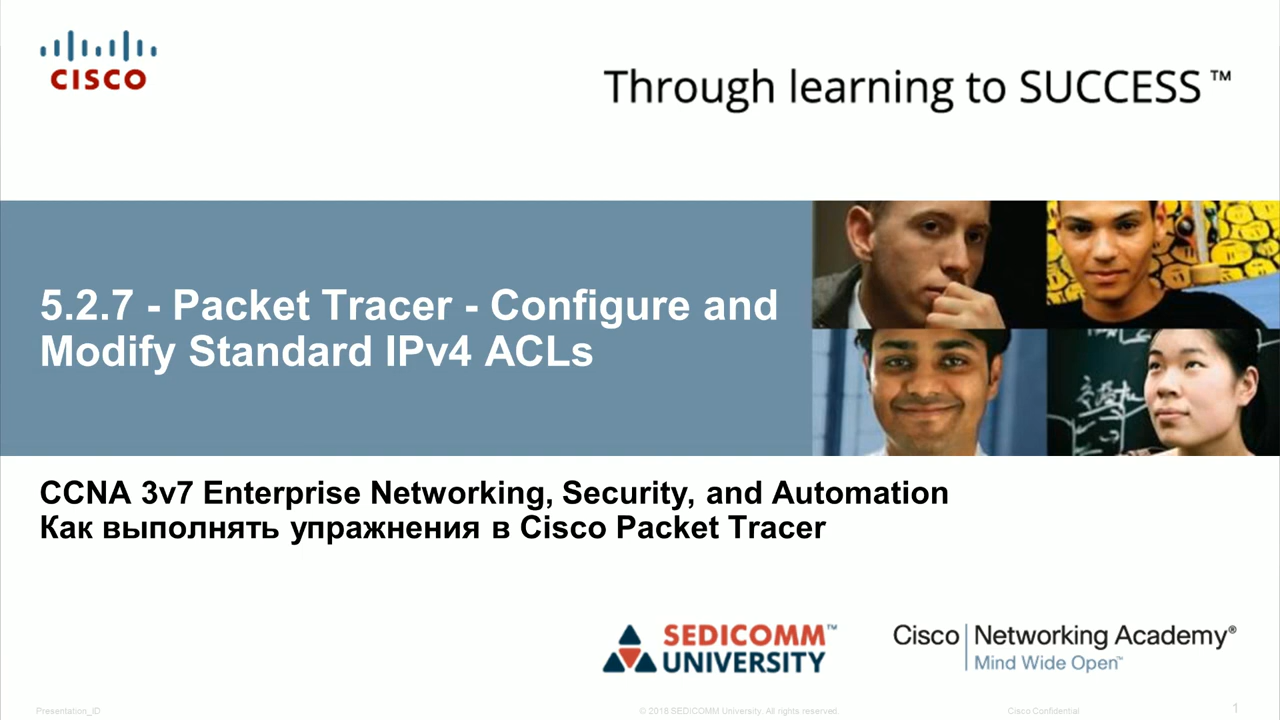 CISCO
Through learning to SUCCESS™
5.2.7 - Packet Tracer - Configure and
Modify Standard IPv4 ACLs
CCNA 3v7 Enterprise Networking, Security, and Automation
Как выполнять упражнения в Cisco Packet Tracer
SEDICOMM™
UNIVERSITY
Cisco Networking Academy®
Mind Wide Open™
Presentation_ID
© 2018 SEDICOMM University. All rights reserved.
Cisco Confidential
1